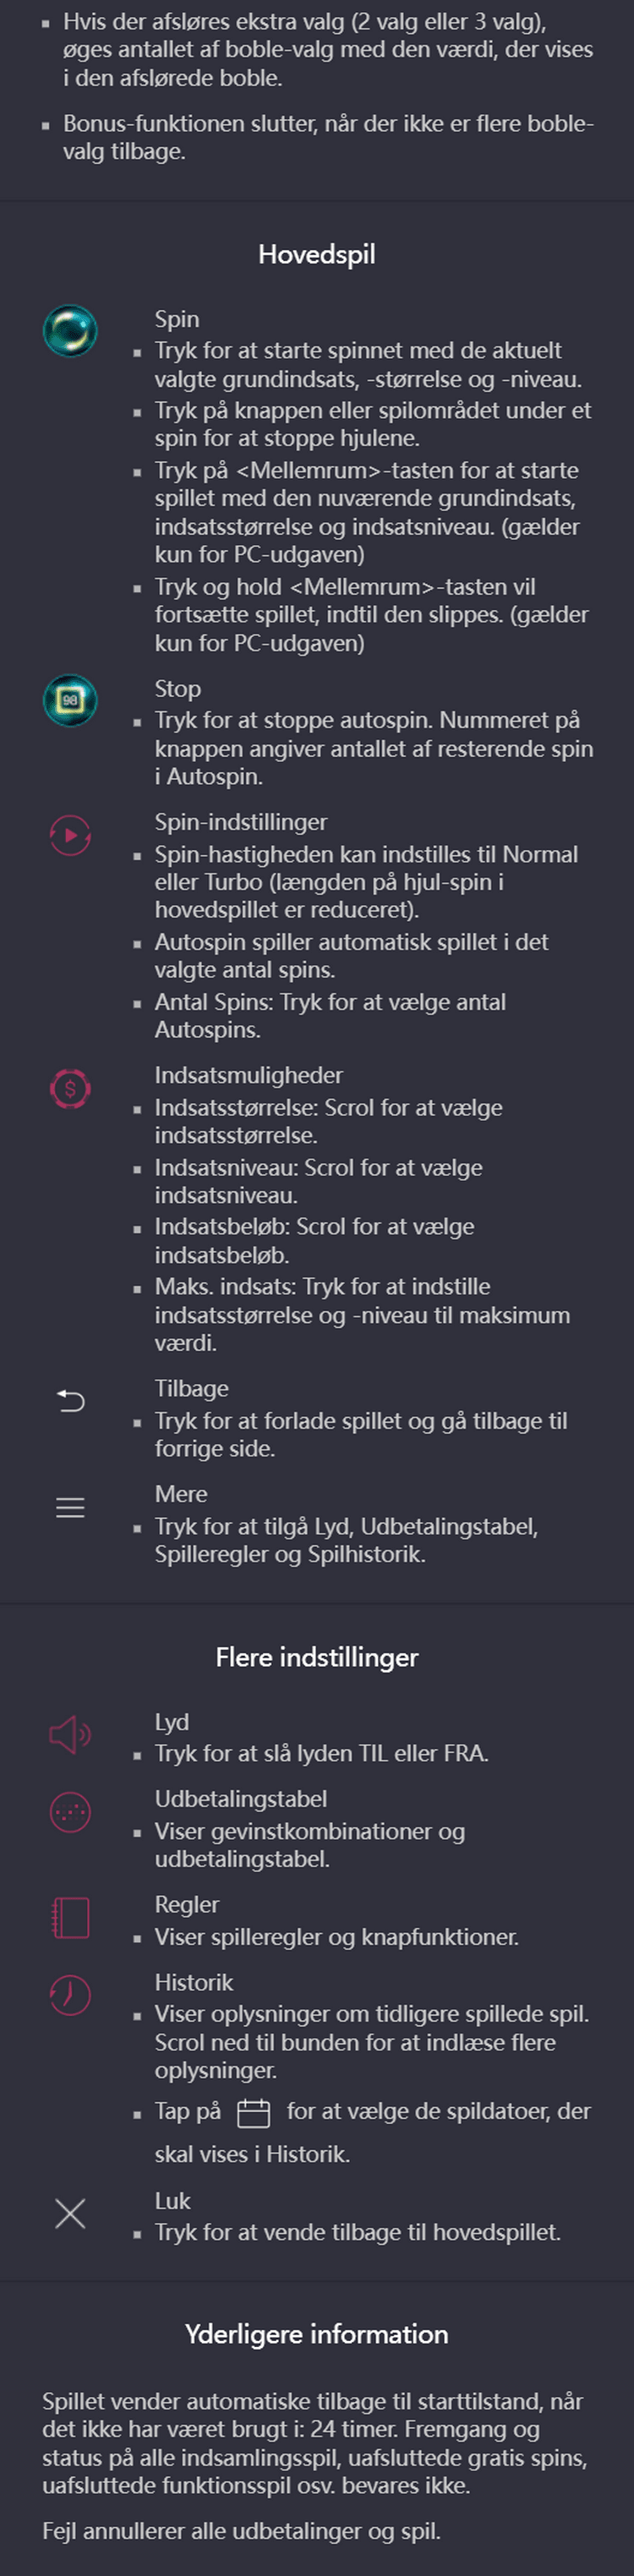 Hvis der afsløres ekstra valg (2 valg eller 3 valg),
øges antallet af boble-valg med den værdi, der vises
i den afslørede boble.
Bonus-funktionen slutter, når der ikke er flere boble-
valg tilbage.
Hovedspil
Spin
Tryk for at starte spinnet med de aktuelt
valgte grundindsats, -størrelse og -niveau.
Tryk på knappen eller spilområdet under et
spin for at stoppe hjulene.
Tryk på <Mellemrum>-tasten for at starte
spillet med den nuværende grundindsats,
indsatsstørrelse og indsatsniveau. (gælder
kun for PC-udgaven)
Tryk og hold <Mellemrum>-tasten vil
fortsætte spillet, indtil den slippes. (gælder
kun for PC-udgaven)
98
Stop
Tryk for at stoppe autospin. Nummeret på
knappen angiver antallet af resterende spin
i Autospin.
Spin-indstillinger
Spin-hastigheden kan indstilles til Normal
eller Turbo (længden på hjul-spin i
hovedspillet er reduceret).
Autospin spiller automatisk spillet i det
valgte antal spins.
Antal Spins: Tryk for at vælge antal
Autospins.
$
Indsatsmuligheder
Indsatsstørrelse: Scrol for at vælge
indsatsstørrelse.
Indsatsniveau: Scrol for at vælge
indsatsniveau.
Indsatsbeløb: Scrol for at vælge
indsatsbeløb.
Maks. indsats: Tryk for at indstille
indsatsstørrelse og -niveau til maksimum
værdi.
Tilbage
Tryk for at forlade spillet og gå tilbage til
forrige side.
Mere
Tryk for at tilgå Lyd, Udbetalingstabel,
Spilleregler og Spilhistorik.
Flere indstillinger
Lyd
Tryk for at slå lyden TIL eller FRA.
Udbetalingstabel
Viser gevinstkombinationer og
udbetalingstabel.
Regler
Viser spilleregler og knapfunktioner.
Historik
Viser oplysninger om tidligere spillede spil.
Scrol ned til bunden for at indlæse flere
oplysninger.
Tap på for at vælge de spildatoer, der
skal vises i Historik.
Luk
Tryk for at vende tilbage til hovedspillet.
Yderligere information
Spillet vender automatiske tilbage til starttilstand, når
det ikke har været brugt i: 24 timer. Fremgang og
status på alle indsamlingsspil, uafsluttede gratis spins,
uafsluttede funktionsspil osv. bevares ikke.
Fejl annullerer alle udbetalinger og spil.